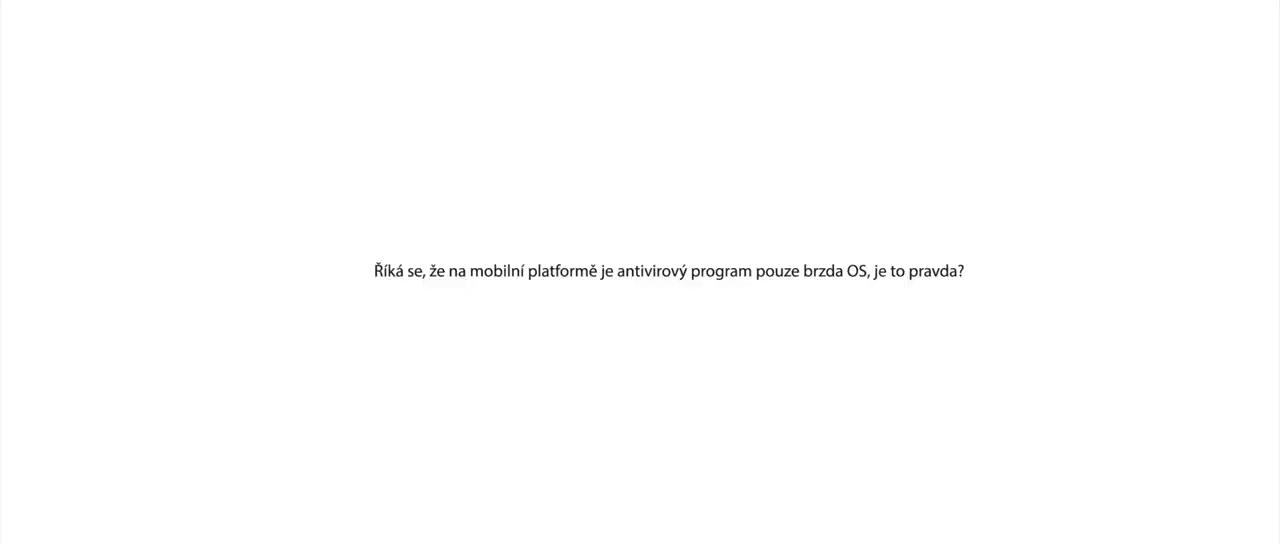 Říká se, že na mobilní platformě je antivirový program pouze brzda OS, je to pravda?